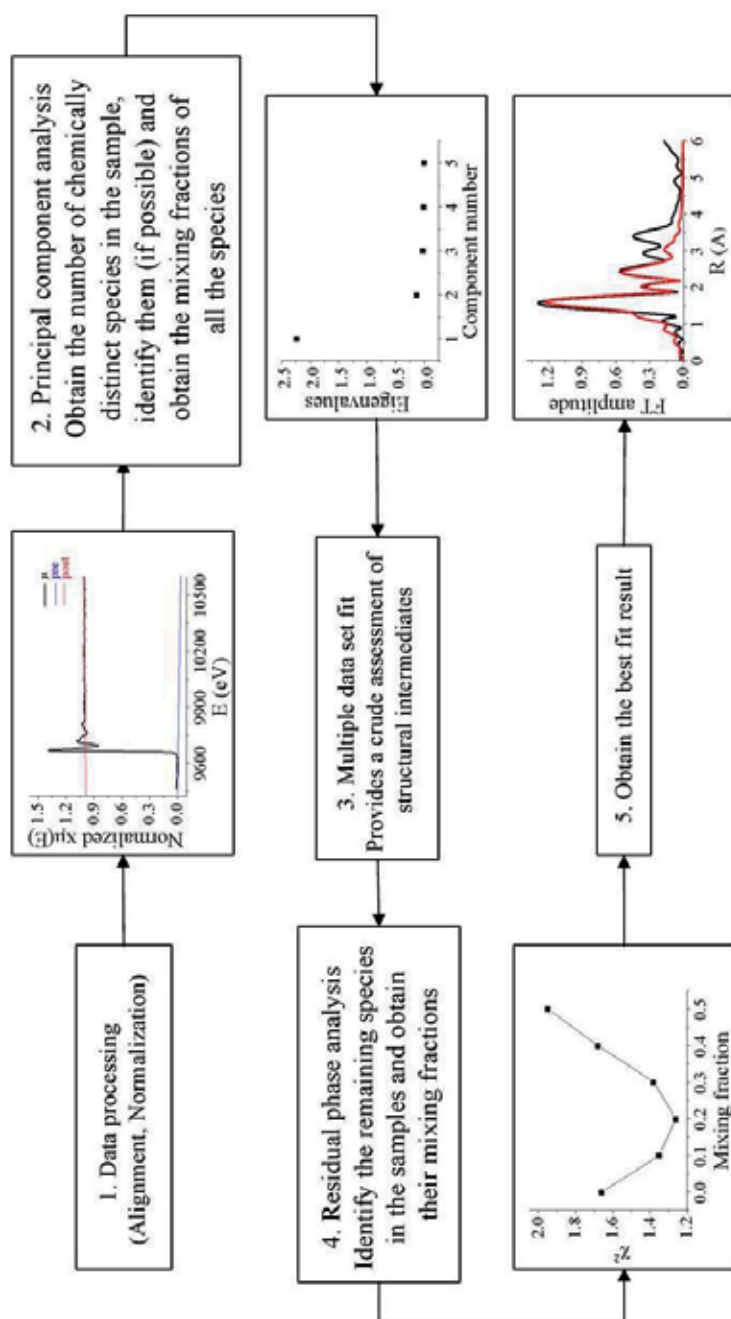 1. Data processing
(Alignment, Normalization)
Normalized xμ(E)
1.5
1.2
0.9
0.6
0.3
0.0
9600
9900
10200
10500
E (eV)
μ
pre
post
2. Principal component analysis
Obtain the number of chemically
distinct species in the sample,
identify them (if possible) and
obtain the mixing fractions of
all the species
Eigenvalues
2.5
2.0
1.5
1.0
0.5
0.0
1
2
3
4
5
Component number
3. Multiple data set fit
Provides a crude assessment of
structural intermediates
4. Residual phase analysis
Identify the remaining species
in the samples and obtain
their mixing fractions
χ²
2.0
1.8
1.6
1.4
1.2
0.0
0.1
0.2
0.3
0.4
0.5
Mixing fraction
5. Obtain the best fit result
FT amplitude
1.2
0.9
0.6
0.3
0.0
0
1
2
3
4
5
6
R (A)